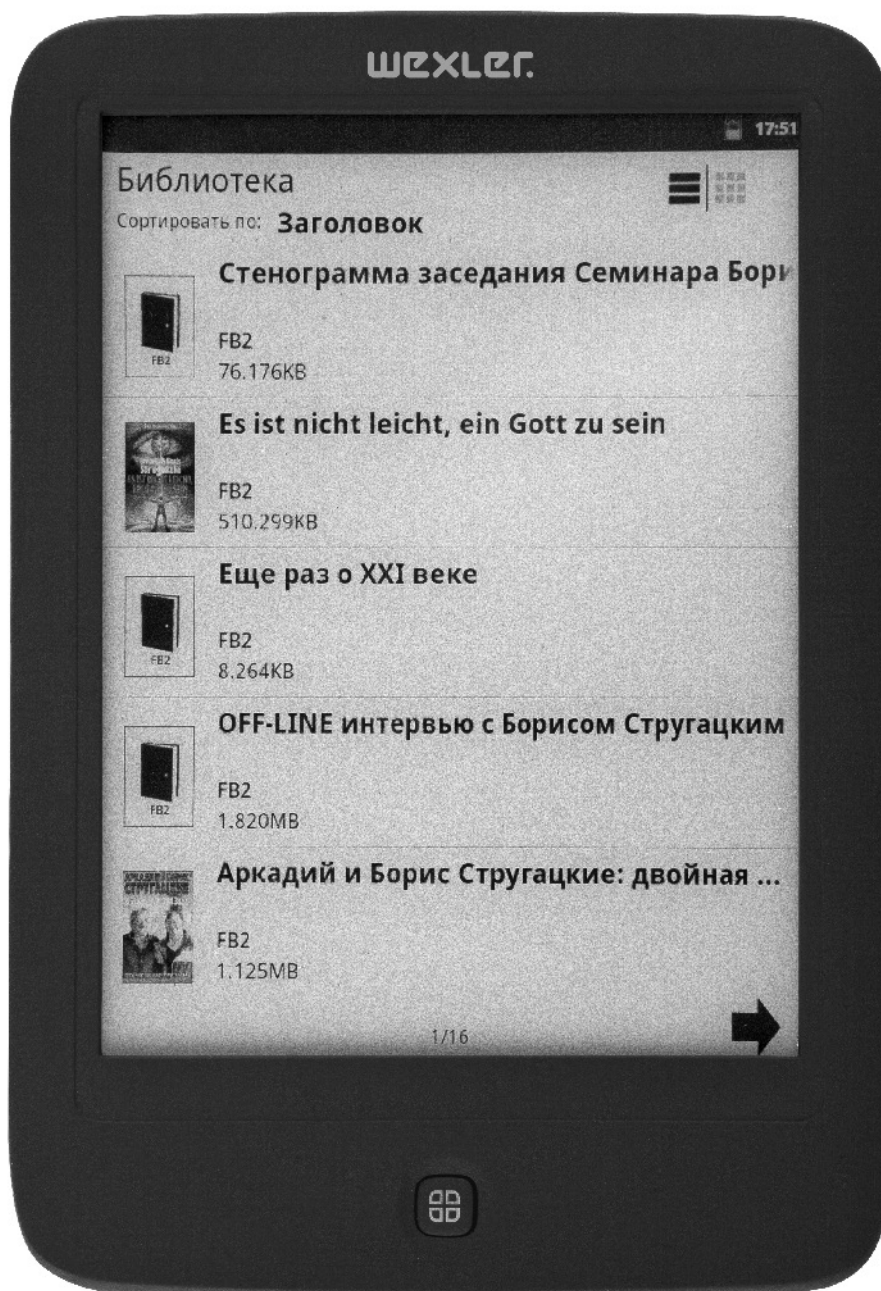 wexler.
17:51
Библиотека
Сортировать по: Заголовок
Стенограмма заседания Семинара Бори
FB2
FB2
76.176KB
Es ist nicht leicht, ein Gott zu sein
FB2
510.299KB
Еще раз о XXI веке
FB2
FB2
8.264KB
OFF-LINE интервью с Борисом Стругацким
FB2
FB2
1.820MB
Аркадий и Борис Стругацкие: двойная ...
СТРУГАЦКИЕ
FB2
1.125MB
1/16